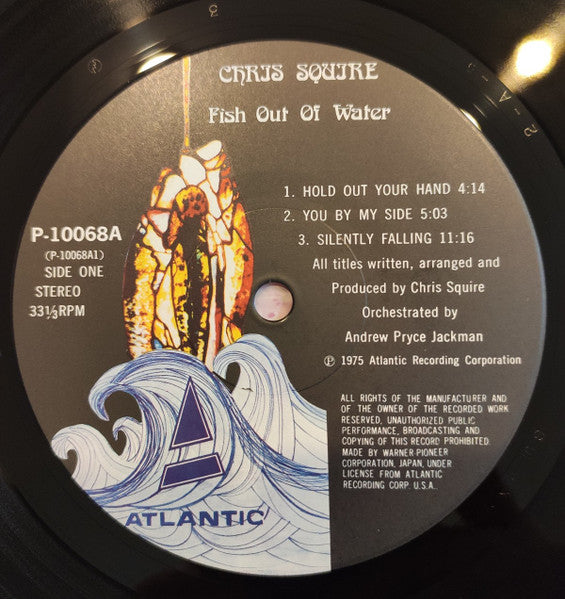 CHRIS SQUIRE
Fish Out Of Water
1. HOLD OUT YOUR HAND 4:14
2. YOU BY MY SIDE 5:03
3. SILENTLY FALLING 11:16
All titles written, arranged and
Produced by Chris Squire
Orchestrated by
Andrew Pryce Jackman
℗ 1975 Atlantic Recording Corporation
P-10068A
(P-10068A1)
SIDE ONE
STEREO
33⅓RPM
ALL RIGHTS OF THE MANUFACTURER AND
OF THE OWNER OF THE RECORDED WORK
RESERVED, UNAUTHORIZED PUBLIC
PERFORMANCE, BROADCASTING AND
COPYING OF THIS RECORD PROHIBITED.
MADE BY WARNER-PIONEER
CORPORATION, JAPAN, UNDER
LICENSE FROM ATLANTIC
RECORDING CORP. U.S.A.
ATLANTIC